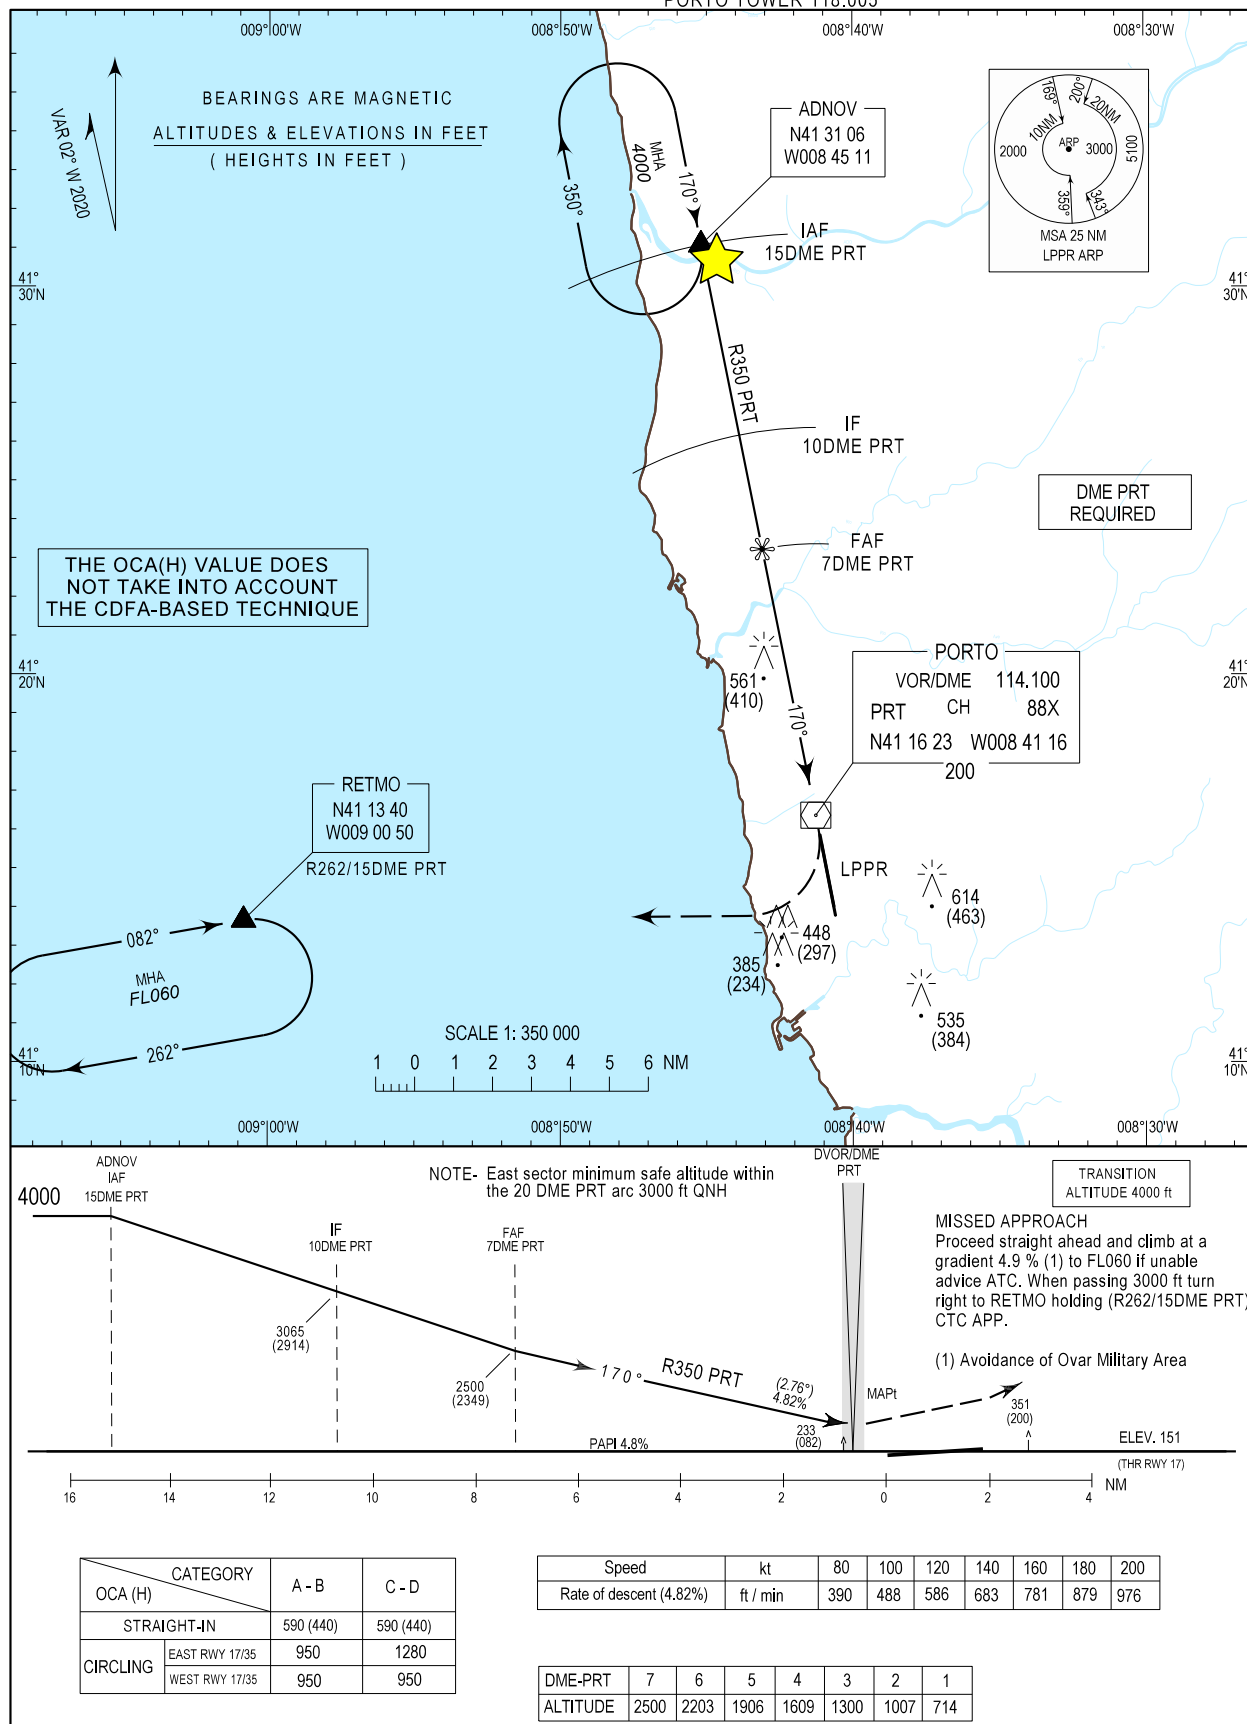 PORTO TOWER 118.005
009°00'W
008°50'W
008°40'W
008°30'W
VAR 02° W 2020
BEARINGS ARE MAGNETIC
ALTITUDES & ELEVATIONS IN FEET
( HEIGHTS IN FEET )
MHA
4000
350°
170°
ADNOV
N41 31 06
W008 45 11
IAF
15DME PRT
169°
200°
10NM
20NM
2000
ARP
3000
5100
359°
343°
MSA 25 NM
LPPR ARP
41°
30'N
41°
30'N
R350 PRT
IF
10DME PRT
DME PRT
REQUIRED
FAF
7DME PRT
THE OCA(H) VALUE DOES
NOT TAKE INTO ACCOUNT
THE CDFA-BASED TECHNIQUE
41°
20'N
41°
20'N
561
(410)
170°
PORTO
VOR/DME 114.100
PRT CH 88X
N41 16 23 W008 41 16
200
RETMO
N41 13 40
W009 00 50
R262/15DME PRT
LPPR
614
(463)
448
(297)
385
(234)
535
(384)
082°
MHA
FL060
262°
SCALE 1: 350 000
1 0 1 2 3 4 5 6 NM
41°
10'N
41°
10'N
009°00'W
008°50'W
008°40'W
008°30'W
ADNOV
IAF
15DME PRT
4000
NOTE- East sector minimum safe altitude within
the 20 DME PRT arc 3000 ft QNH
DVOR/DME
PRT
TRANSITION
ALTITUDE 4000 ft
IF
10DME PRT
FAF
7DME PRT
MISSED APPROACH
Proceed straight ahead and climb at a
gradient 4.9 % (1) to FL060 if unable
advice ATC. When passing 3000 ft turn
right to RETMO holding (R262/15DME PRT)
CTC APP.
(1) Avoidance of Ovar Military Area
3065
(2914)
2500
(2349)
170°
R350 PRT
(2.76°)
4.82%
MAPt
233
(082)
351
(200)
PAPI 4.8%
ELEV. 151
(THR RWY 17)
16 14 12 10 8 6 4 2 0 2 4 NM
CATEGORY
OCA (H)
A - B
C - D
STRAIGHT-IN 590 (440) 590 (440)
CIRCLING
EAST RWY 17/35 950 1280
WEST RWY 17/35 950 950
Speed kt 80 100 120 140 160 180 200
Rate of descent (4.82%) ft / min 390 488 586 683 781 879 976
DME-PRT 7 6 5 4 3 2 1
ALTITUDE 2500 2203 1906 1609 1300 1007 714